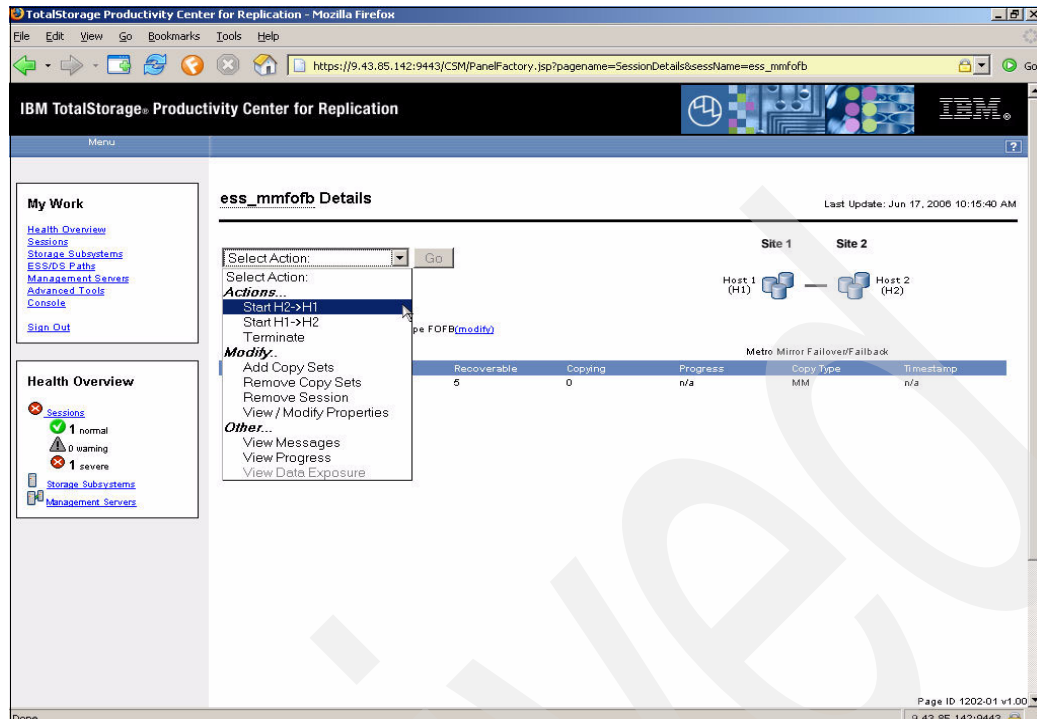 TotalStorage Productivity Center for Replication - Mozilla Firefox
File Edit View Go Bookmarks Tools Help
https://9.43.85.142:9443/CSM/PanelFactory.jsp?pagename=SessionDetails&sessName=ess_mmfofb
Go
IBM TotalStorage® Productivity Center for Replication
IBM®
Menu
?
My Work
Health Overview
Sessions
Storage Subsystems
ESS/DS Paths
Management Servers
Advanced Tools
Console
Sign Out
Health Overview
Sessions
1 normal
0 warning
1 severe
Storage Subsystems
Management Servers
ess_mmfofb Details
Last Update: Jun 17, 2006 10:15:40 AM
Select Action:
Go
Select Action:
Actions...
Start H2->H1
Start H1->H2
Terminate
Modify..
Add Copy Sets
Remove Copy Sets
Remove Session
View / Modify Properties
Other...
View Messages
View Progress
View Data Exposure
Site 1 Site 2
Host 1 (H1)
Host 2 (H2)
FOFB(modify)
Metro Mirror Failover/Failback
Recoverable Copying Progress Copy Type Timestamp
5 0 n/a MM n/a
Page ID 1202-01 v1.00
Done
9.43.85.142:9443